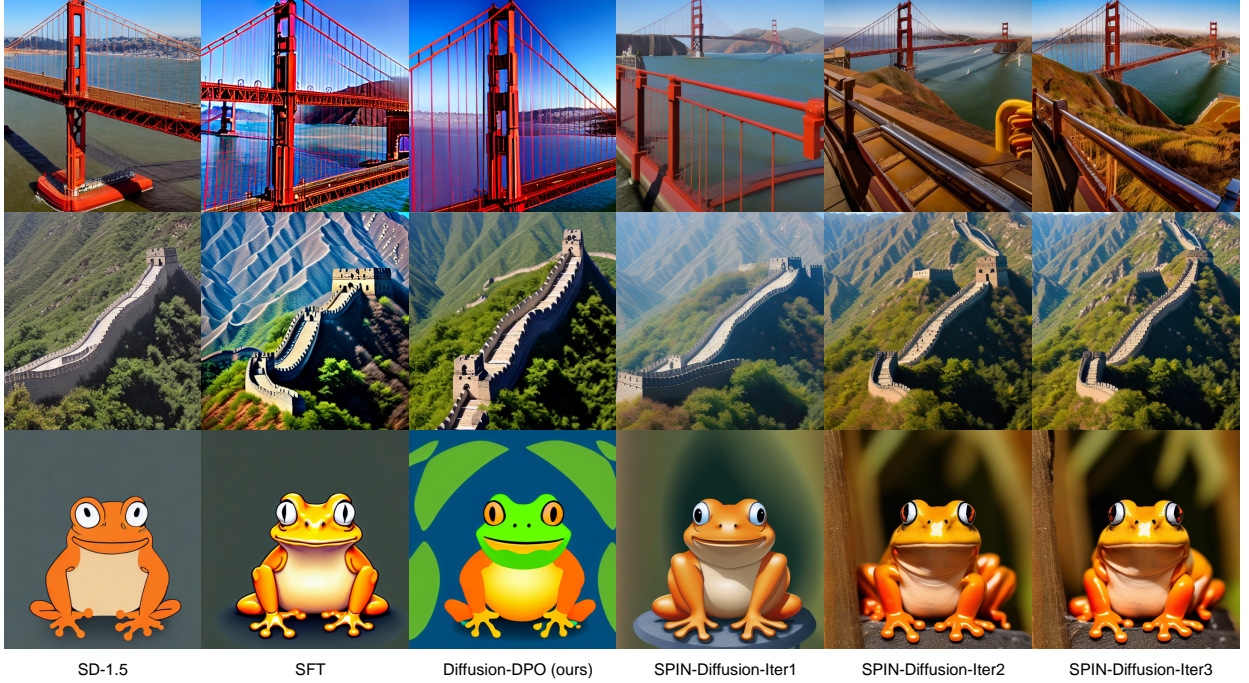 SD-1.5
SFT
Diffusion-DPO (ours)
SPIN-Diffusion-Iter1
SPIN-Diffusion-Iter2
SPIN-Diffusion-Iter3